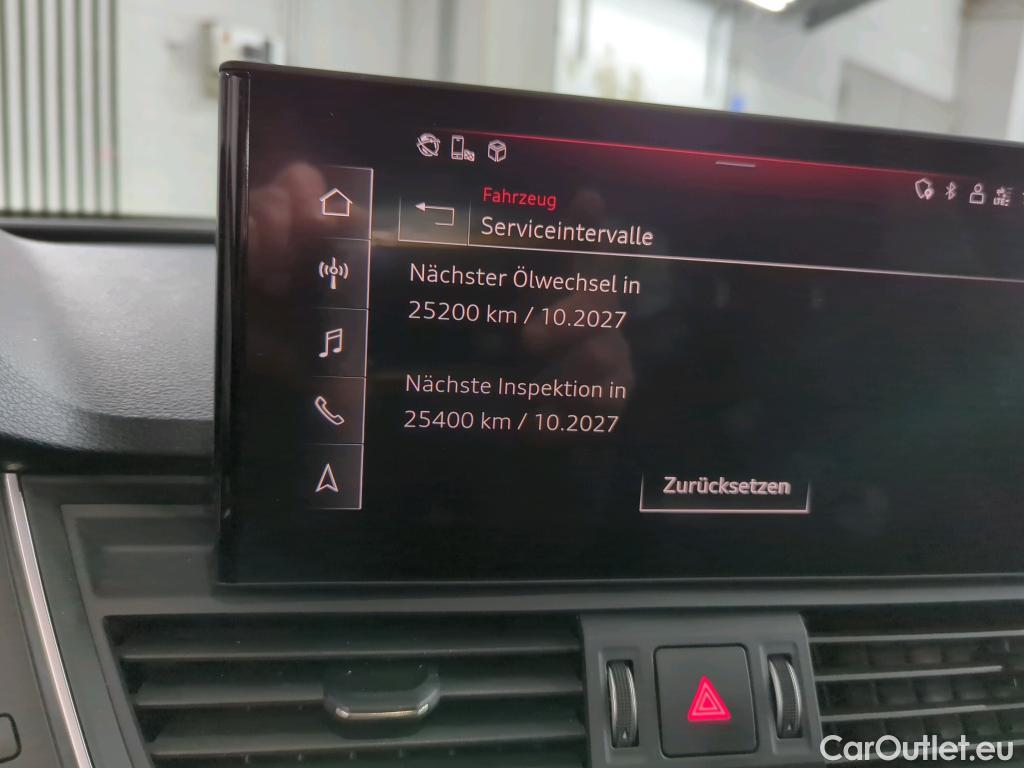 LTE
Fahrzeug
Serviceintervalle
Nächster Ölwechsel in
25200 km / 10.2027
Nächste Inspektion in
25400 km / 10.2027
Zurücksetzen
CarOutlet.eu